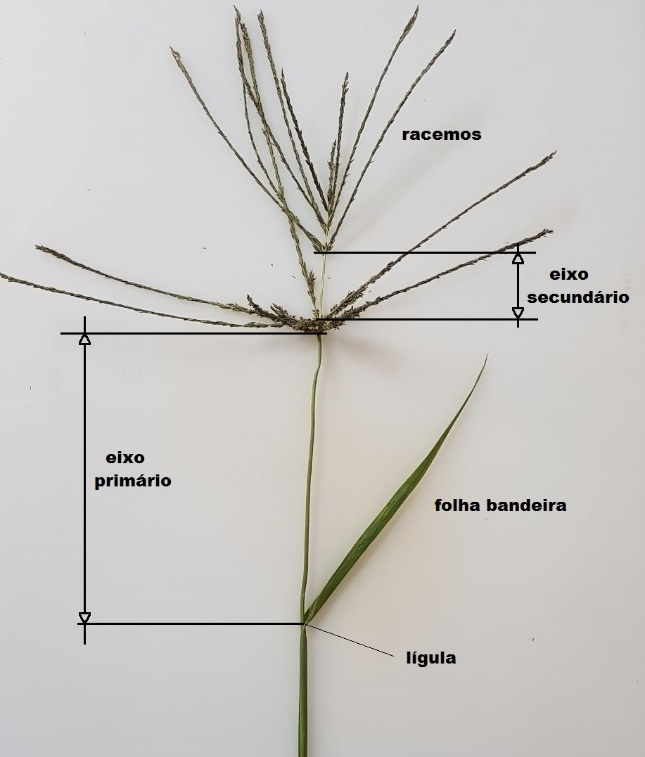 racemos
eixo
secundário
eixo
primário
folha bandeira
lígula